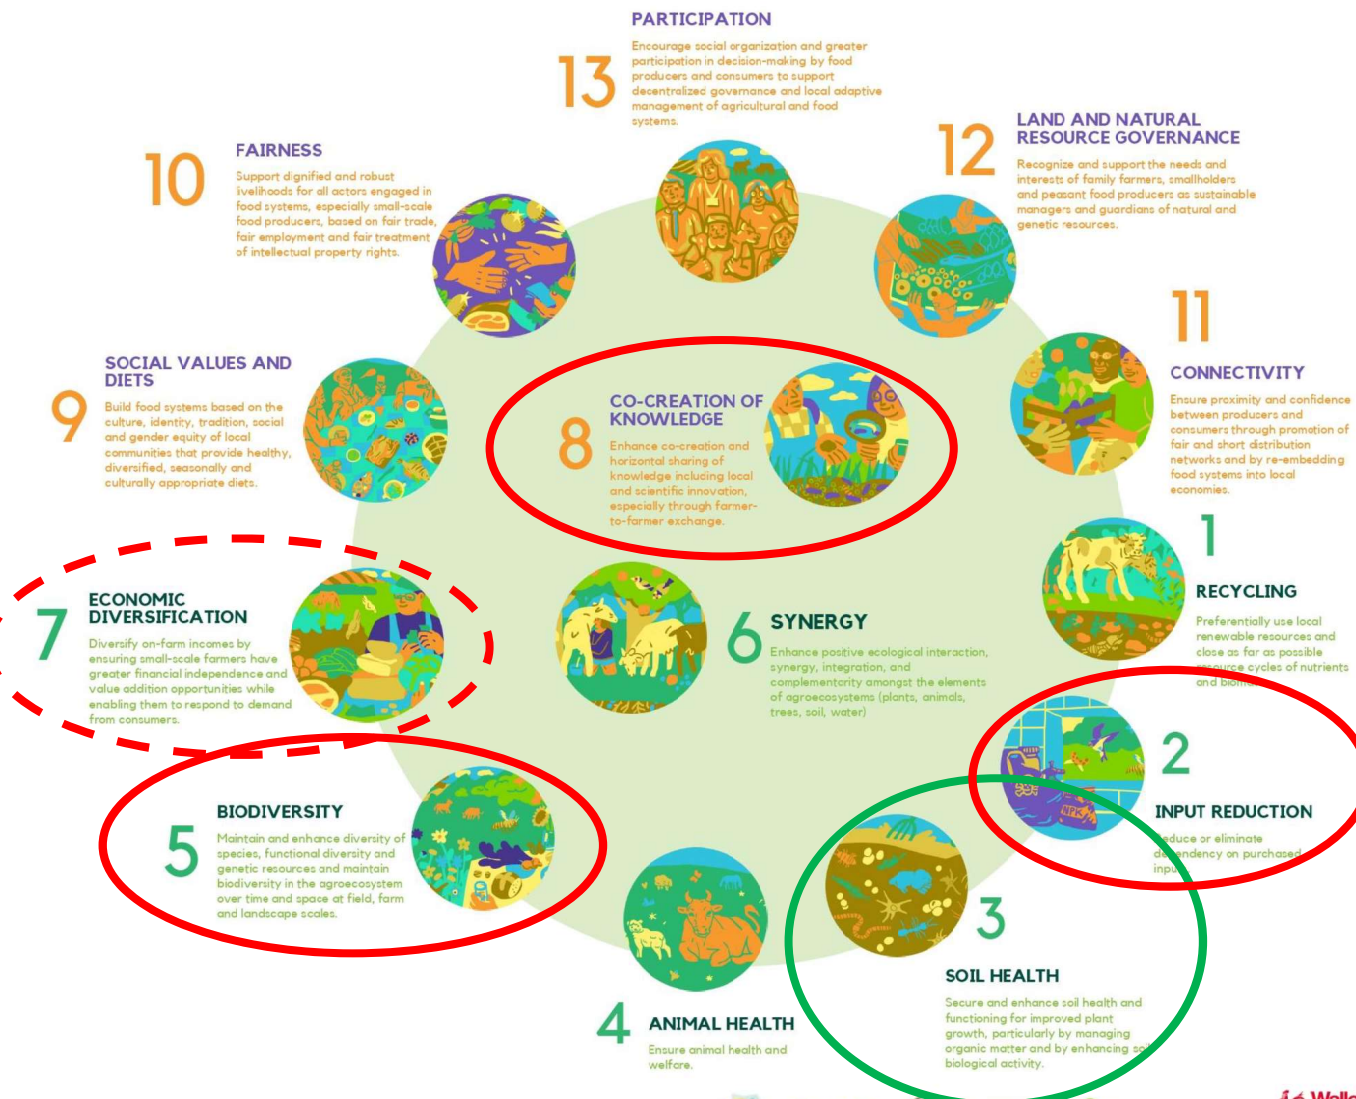 PARTICIPATION
13
Encourage social organization and greater
participation in decision-making by food
producers and consumers to support
decentralized governance and local adaptive
management of agricultural and food
systems.
12
LAND AND NATURAL
RESOURCE GOVERNANCE
Recognize and support the needs and
interests of family farmers, smallholders
and peasant food producers as sustainable
managers and guardians of natural and
genetic resources.
10
FAIRNESS
Support dignified and robust
livelihoods for all actors engaged in
food systems, especially small-scale
food producers, based on fair trade,
fair employment and fair treatment
of intellectual property rights.
11
CONNECTIVITY
Ensure proximity and confidence
between producers and
consumers through promotion of
fair and short distribution
networks and by re-embedding
food systems into local
economies.
9
SOCIAL VALUES AND
DIETS
Build food systems based on the
culture, identity, tradition, social
and gender equity of local
communities that provide healthy,
diversified, seasonally and
culturally appropriate diets.
8
CO-CREATION OF
KNOWLEDGE
Enhance co-creation and
horizontal sharing of
knowledge including local
and scientific innovation,
especially through farmer-
to-farmer exchange.
1
RECYCLING
Preferentially use local
renewable resources and
close as far as possible
resource cycles of nutrients
and
7
ECONOMIC
DIVERSIFICATION
Diversify on-farm incomes by
ensuring small-scale farmers have
greater financial independence and
value addition opportunities while
enabling them to respond to demand
from consumers.
6
SYNERGY
Enhance positive ecological interaction,
synergy, integration, and
complementarity amongst the elements
of agroecosystems (plants, animals,
trees, soil, water)
2
INPUT REDUCTION
Reduce or eliminate
dependency on purchased
NPK
5
BIODIVERSITY
Maintain and enhance diversity of
species, functional diversity and
genetic resources and maintain
biodiversity in the agroecosystem
over time and space at field, farm
and landscape scales.
3
SOIL HEALTH
Secure and enhance soil health and
functioning for improved plant
growth, particularly by managing
organic matter and by enhancing soil
biological activity.
4
ANIMAL HEALTH
Ensure animal health and
welfare.